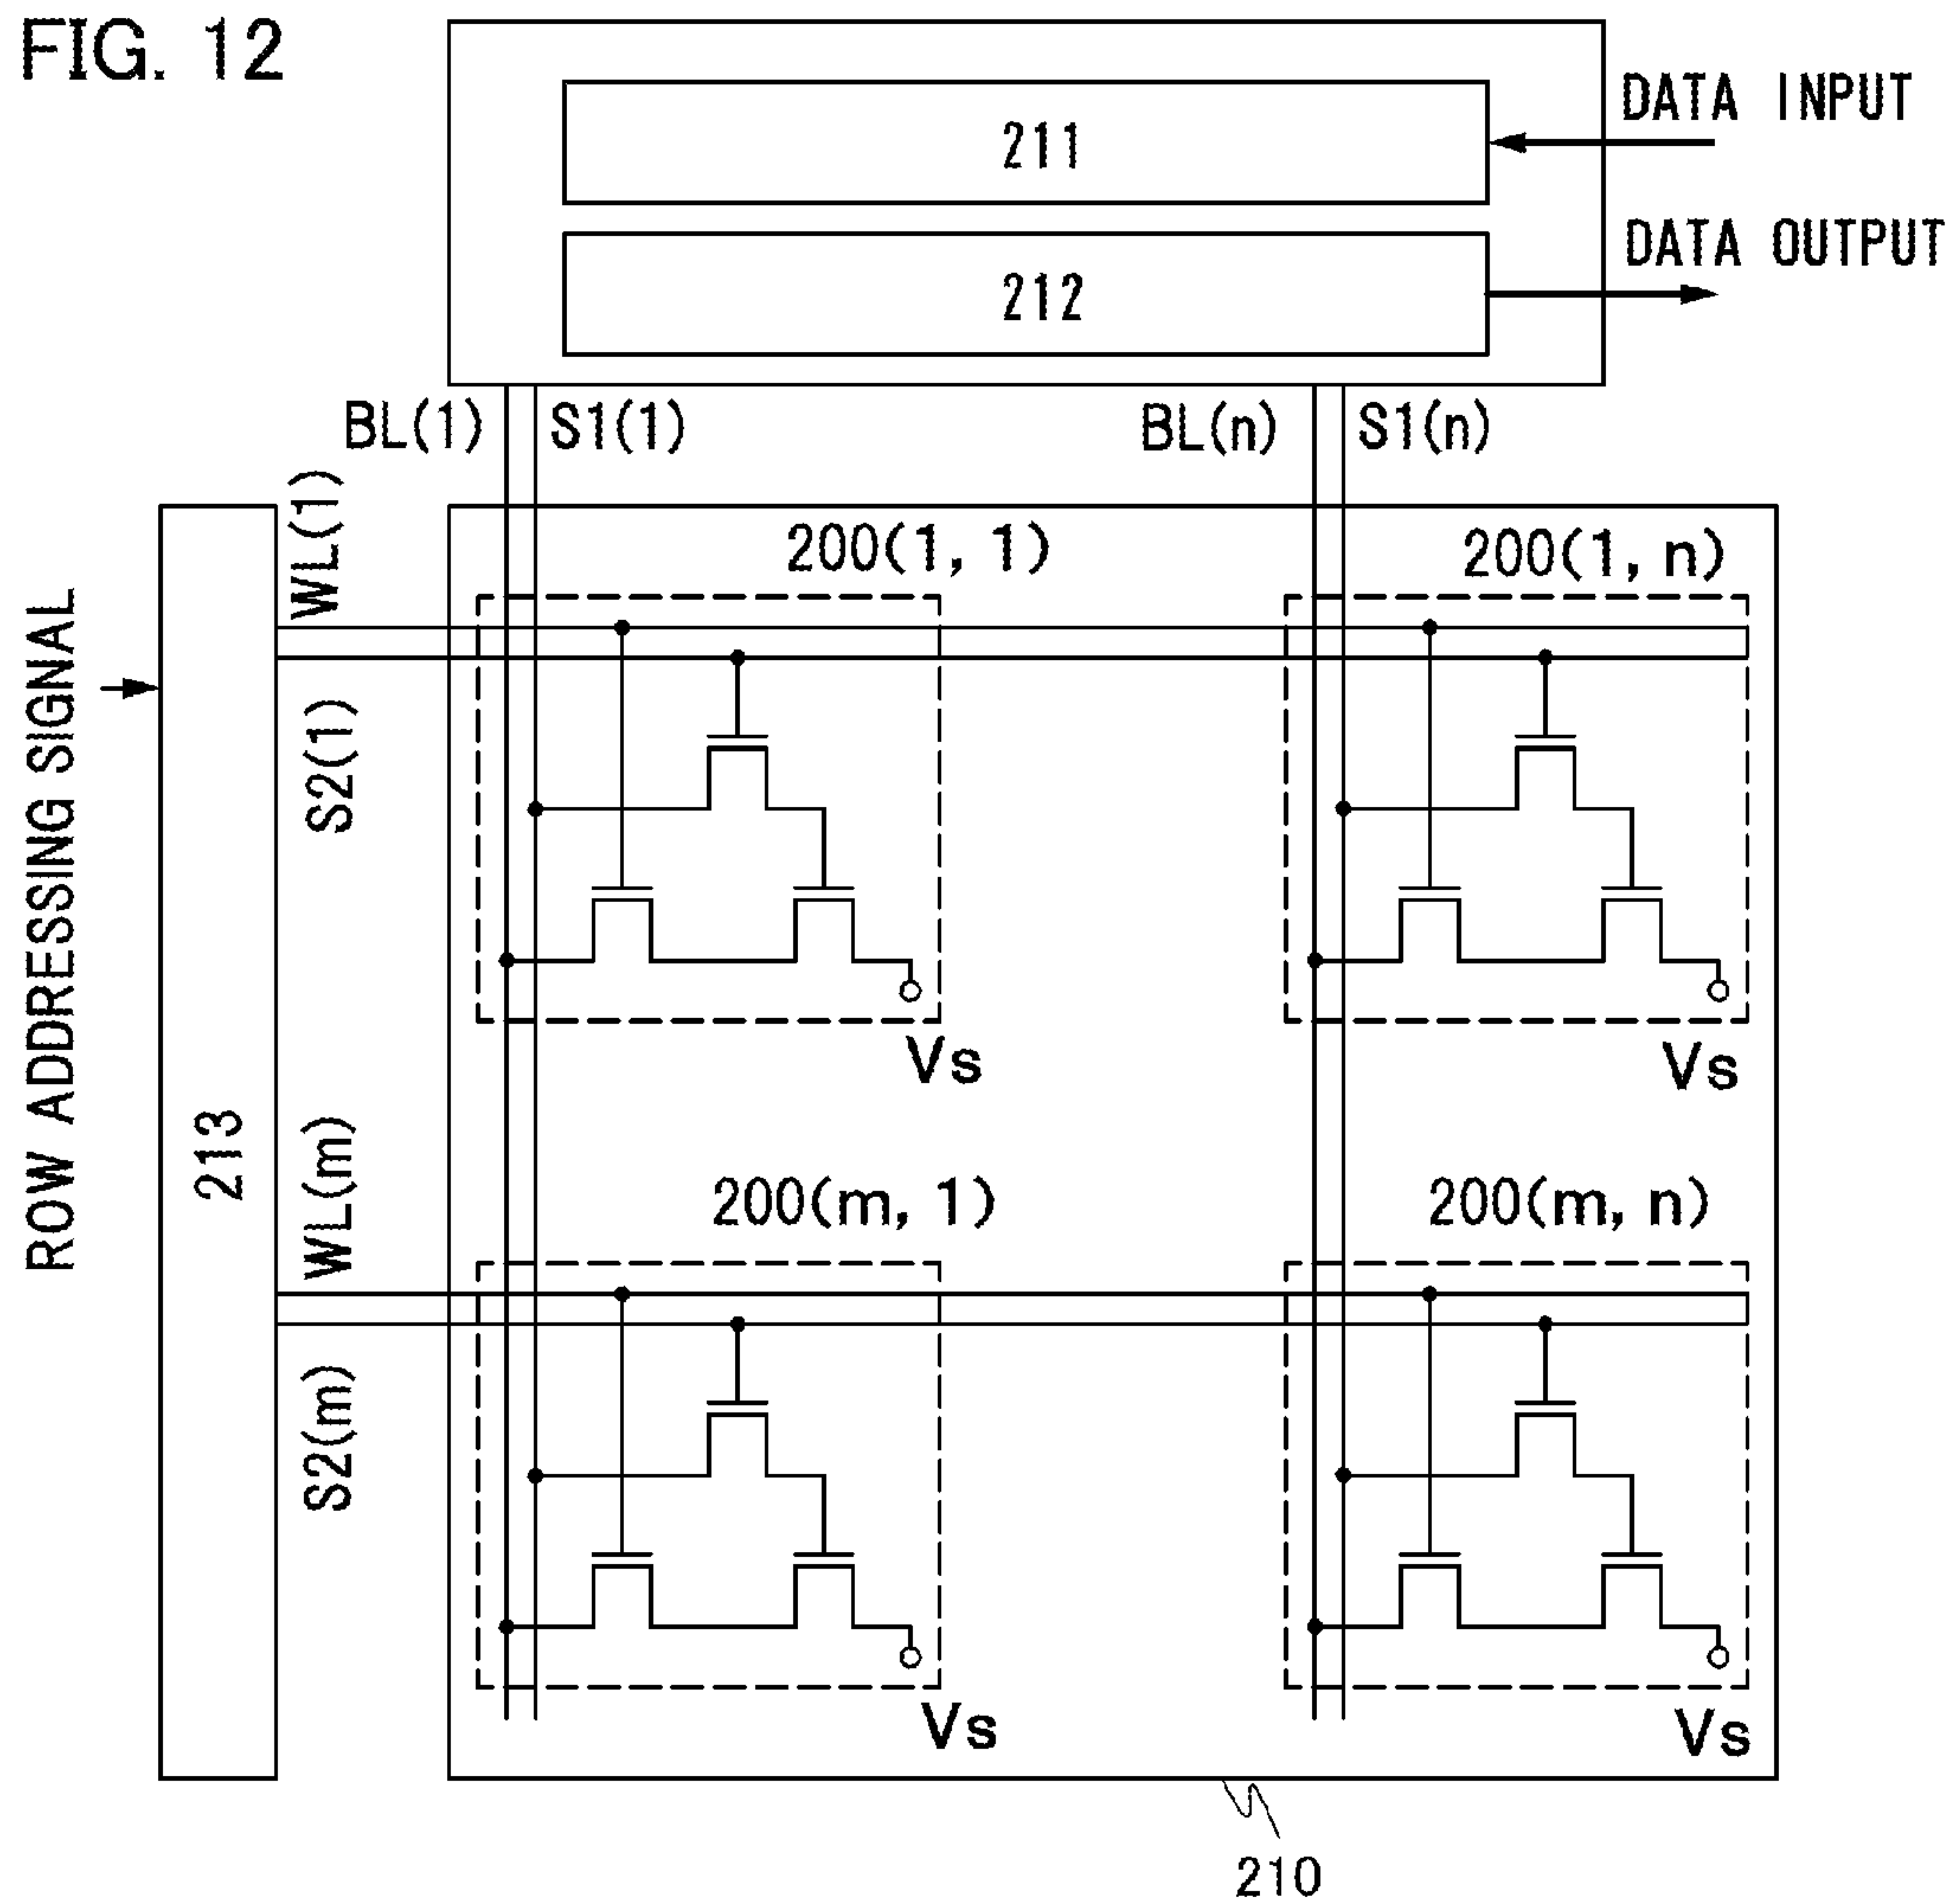 FIG. 12
211
DATA INPUT
212
DATA OUTPUT
BL(1)
S1(1)
BL(n)
S1(n)
WL(1)
200(1, 1)
200(1, n)
ROW ADDRESSING SIGNAL
S2(1)
Vs
Vs
213
WL(m)
200(m, 1)
200(m, n)
S2(m)
Vs
Vs
210